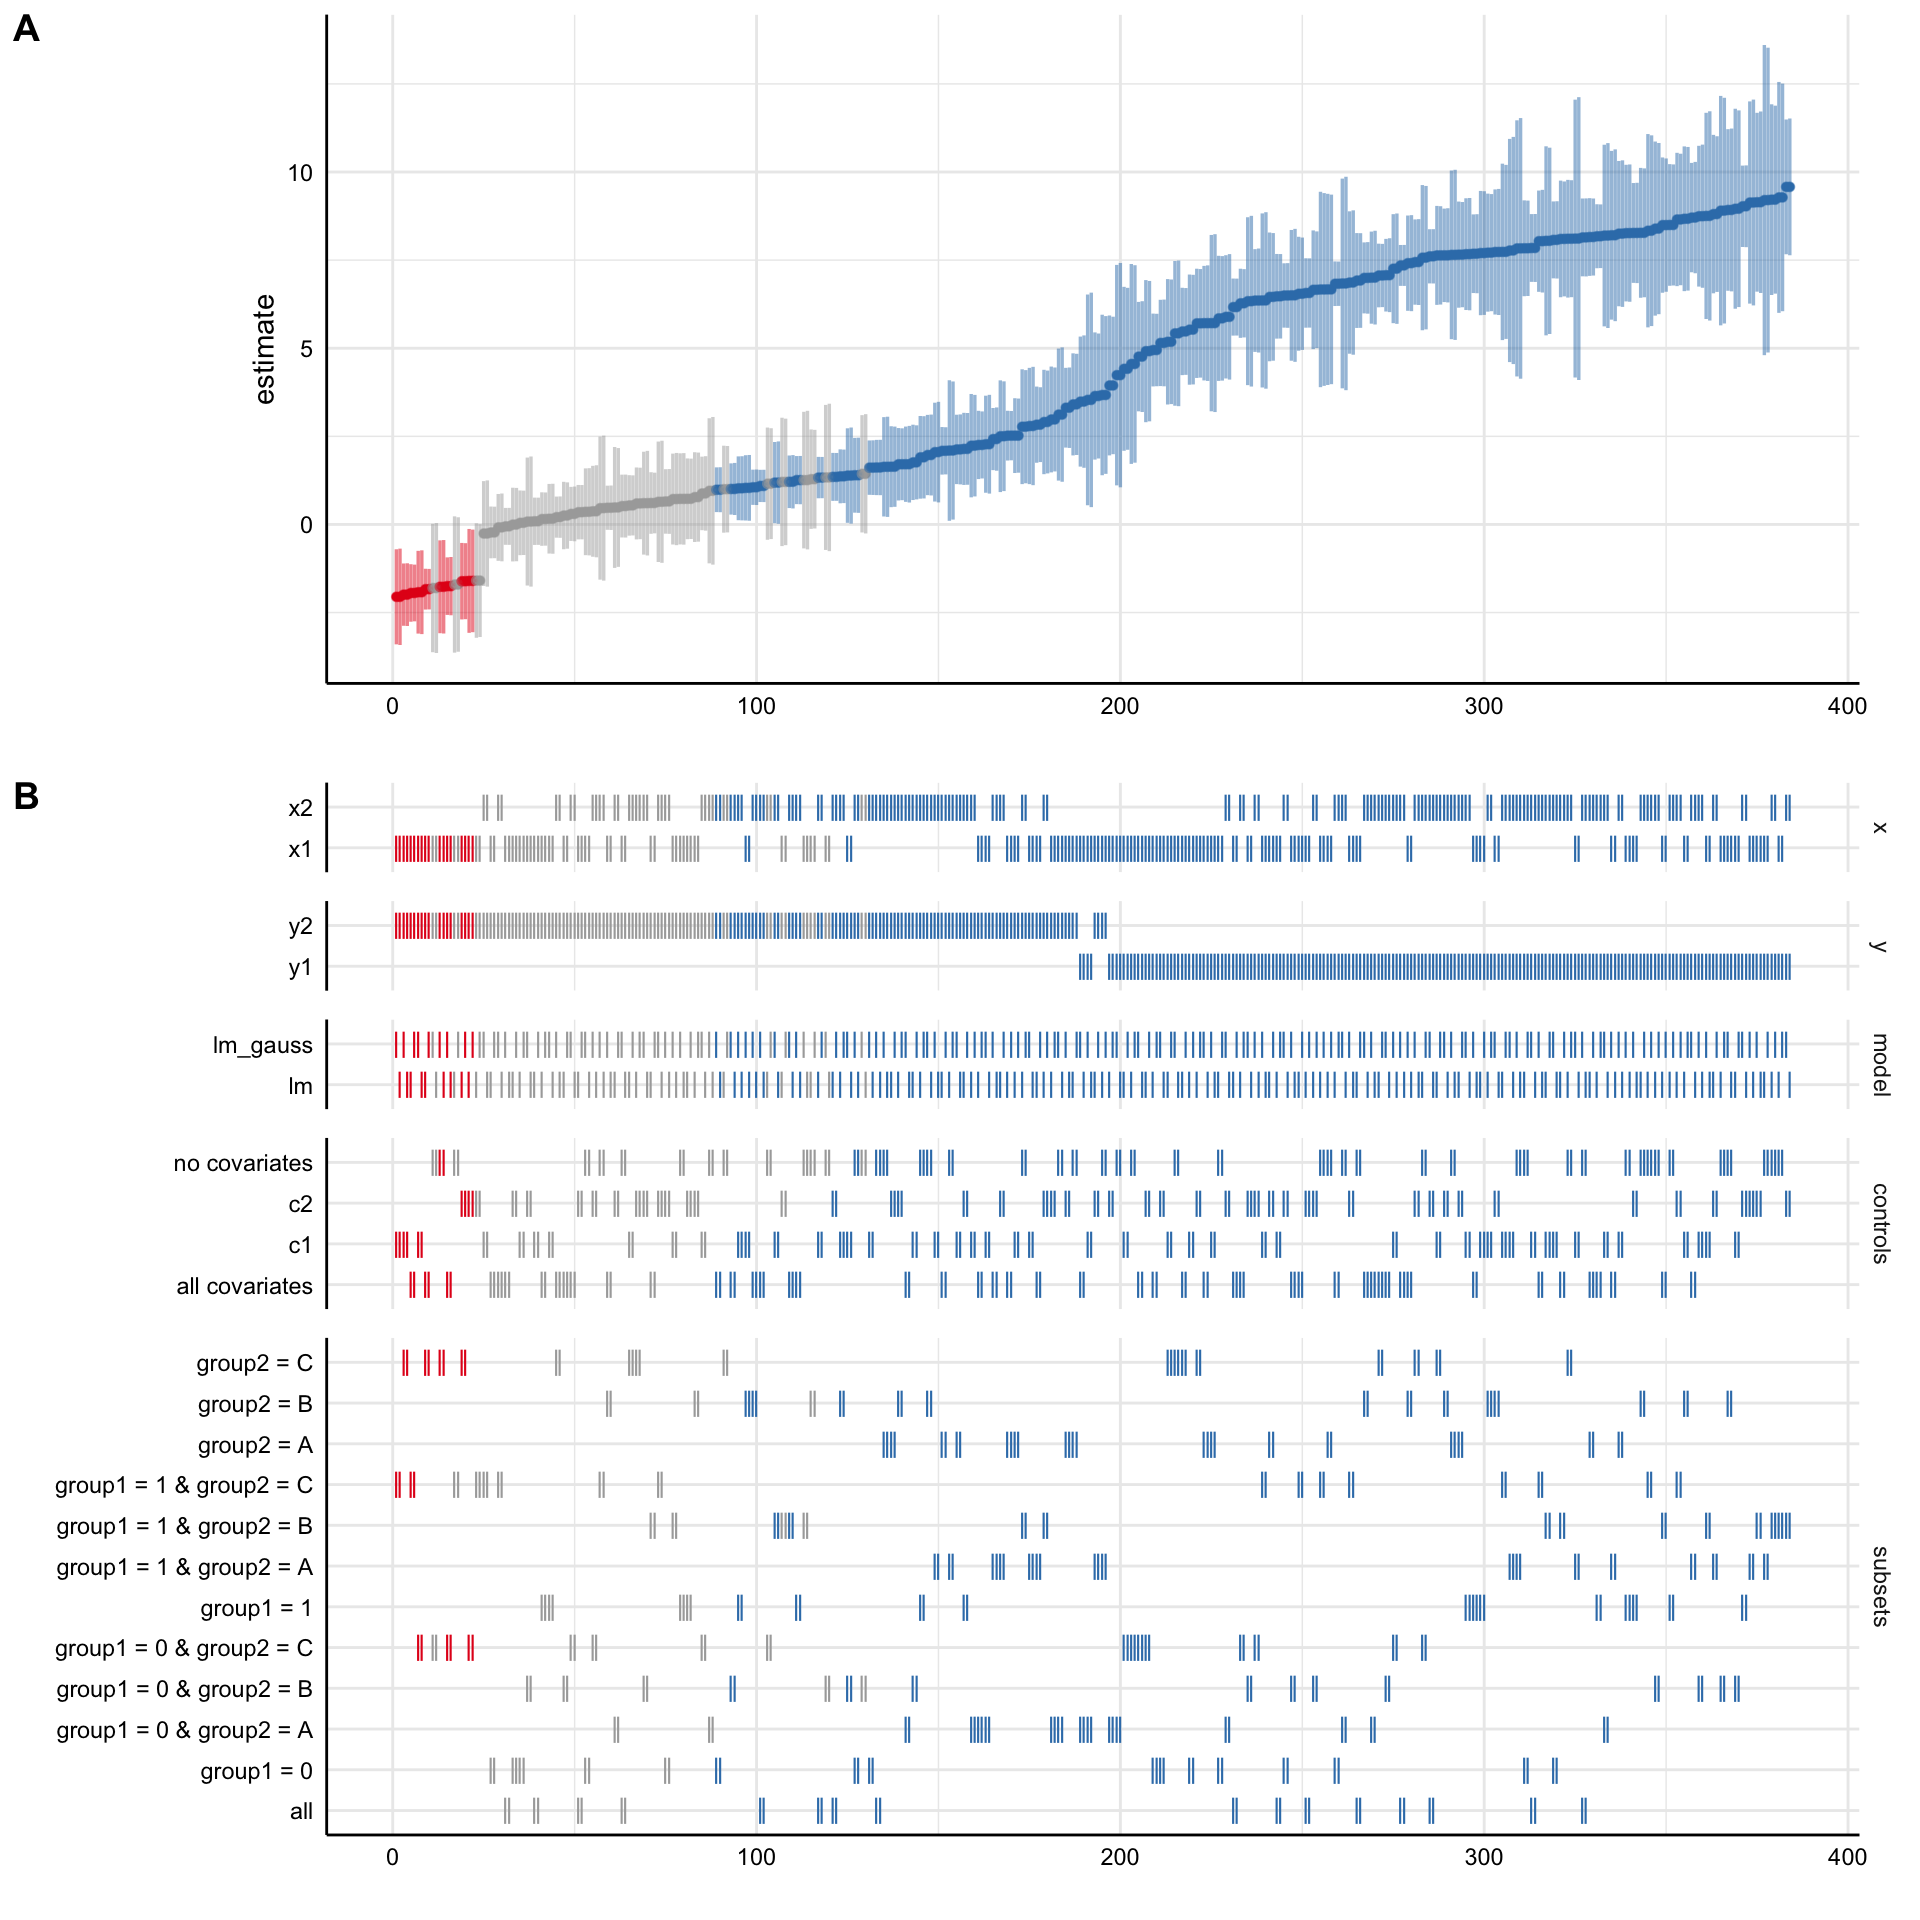 A
estimate
10
5
0
0 100 200 300 400
B
x2
x1
x
y2
y1
y
lm_gauss
lm
model
no covariates
c2
c1
all covariates
controls
group2 = C
group2 = B
group2 = A
group1 = 1 & group2 = C
group1 = 1 & group2 = B
group1 = 1 & group2 = A
group1 = 1
group1 = 0 & group2 = C
group1 = 0 & group2 = B
group1 = 0 & group2 = A
group1 = 0
all
subsets
0 100 200 300 400